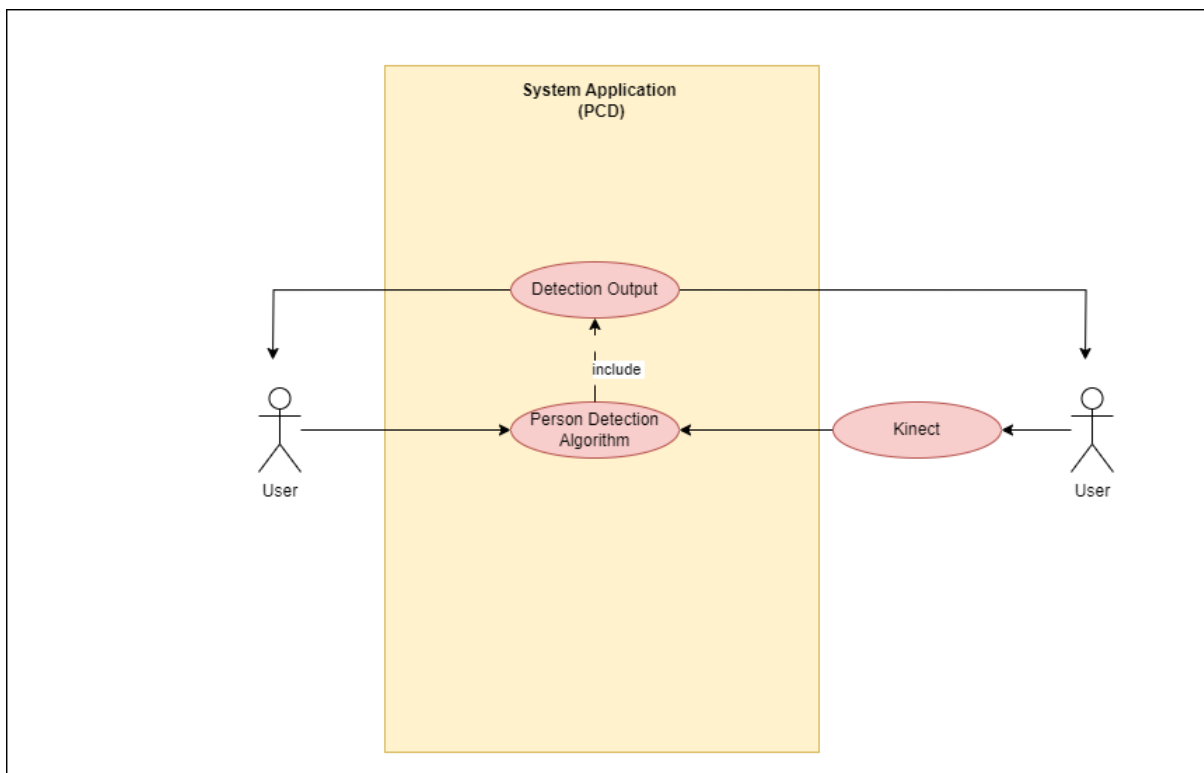 System Application
(PCD)
Detection Output
include
Person Detection
Algorithm
Kinect
User
User